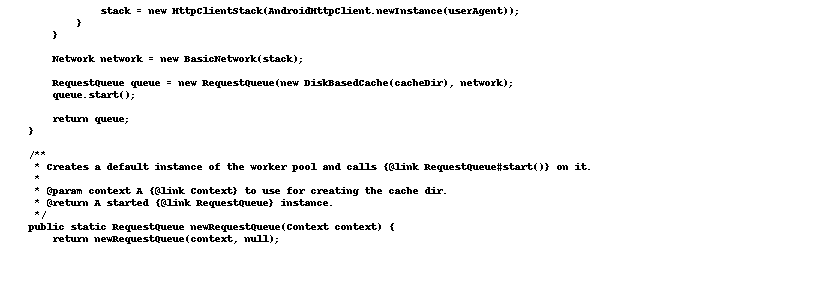 stack = new HttpClientStack(AndroidHttpClient.newInstance(userAgent));
}
}
Network network = new BasicNetwork(stack);
RequestQueue queue = new RequestQueue(new DiskBasedCache(cacheDir), network);
queue.start();
return queue;
}
/**
* Creates a default instance of the worker pool and calls {@link RequestQueue#start()} on it.
*
* @param context A {@link Context} to use for creating the cache dir.
* @return A started {@link RequestQueue} instance.
*/
public static RequestQueue newRequestQueue(Context context) {
return newRequestQueue(context, null);